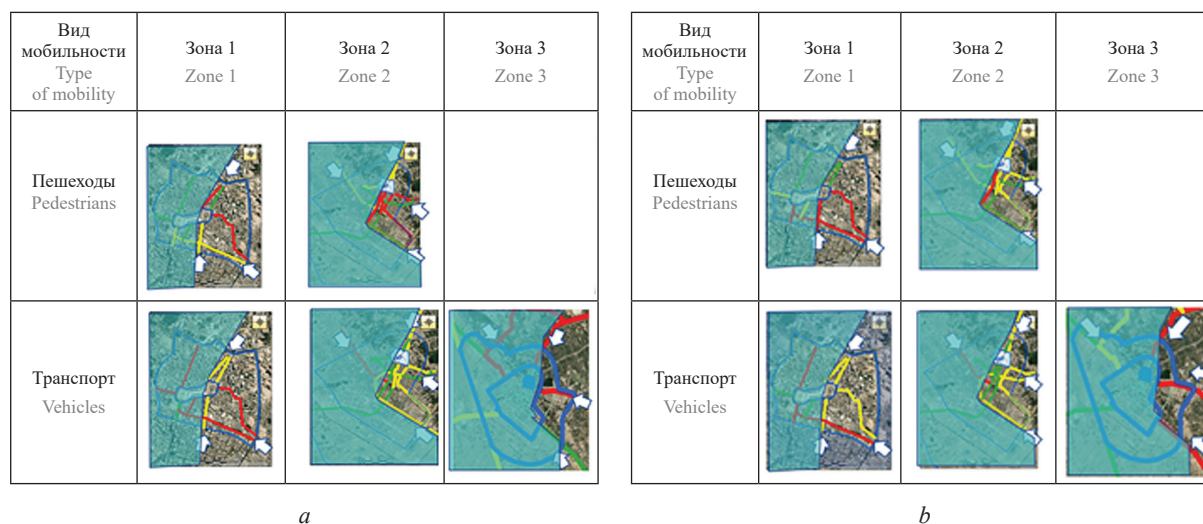 Вид
мобильности
Type
of mobility
Зона 1
Zone 1
Зона 2
Zone 2
Зона 3
Zone 3
Пешеходы
Pedestrians
Транспорт
Vehicles
a
Вид
мобильности
Type
of mobility
Зона 1
Zone 1
Зона 2
Zone 2
Зона 3
Zone 3
Пешеходы
Pedestrians
Транспорт
Vehicles
b